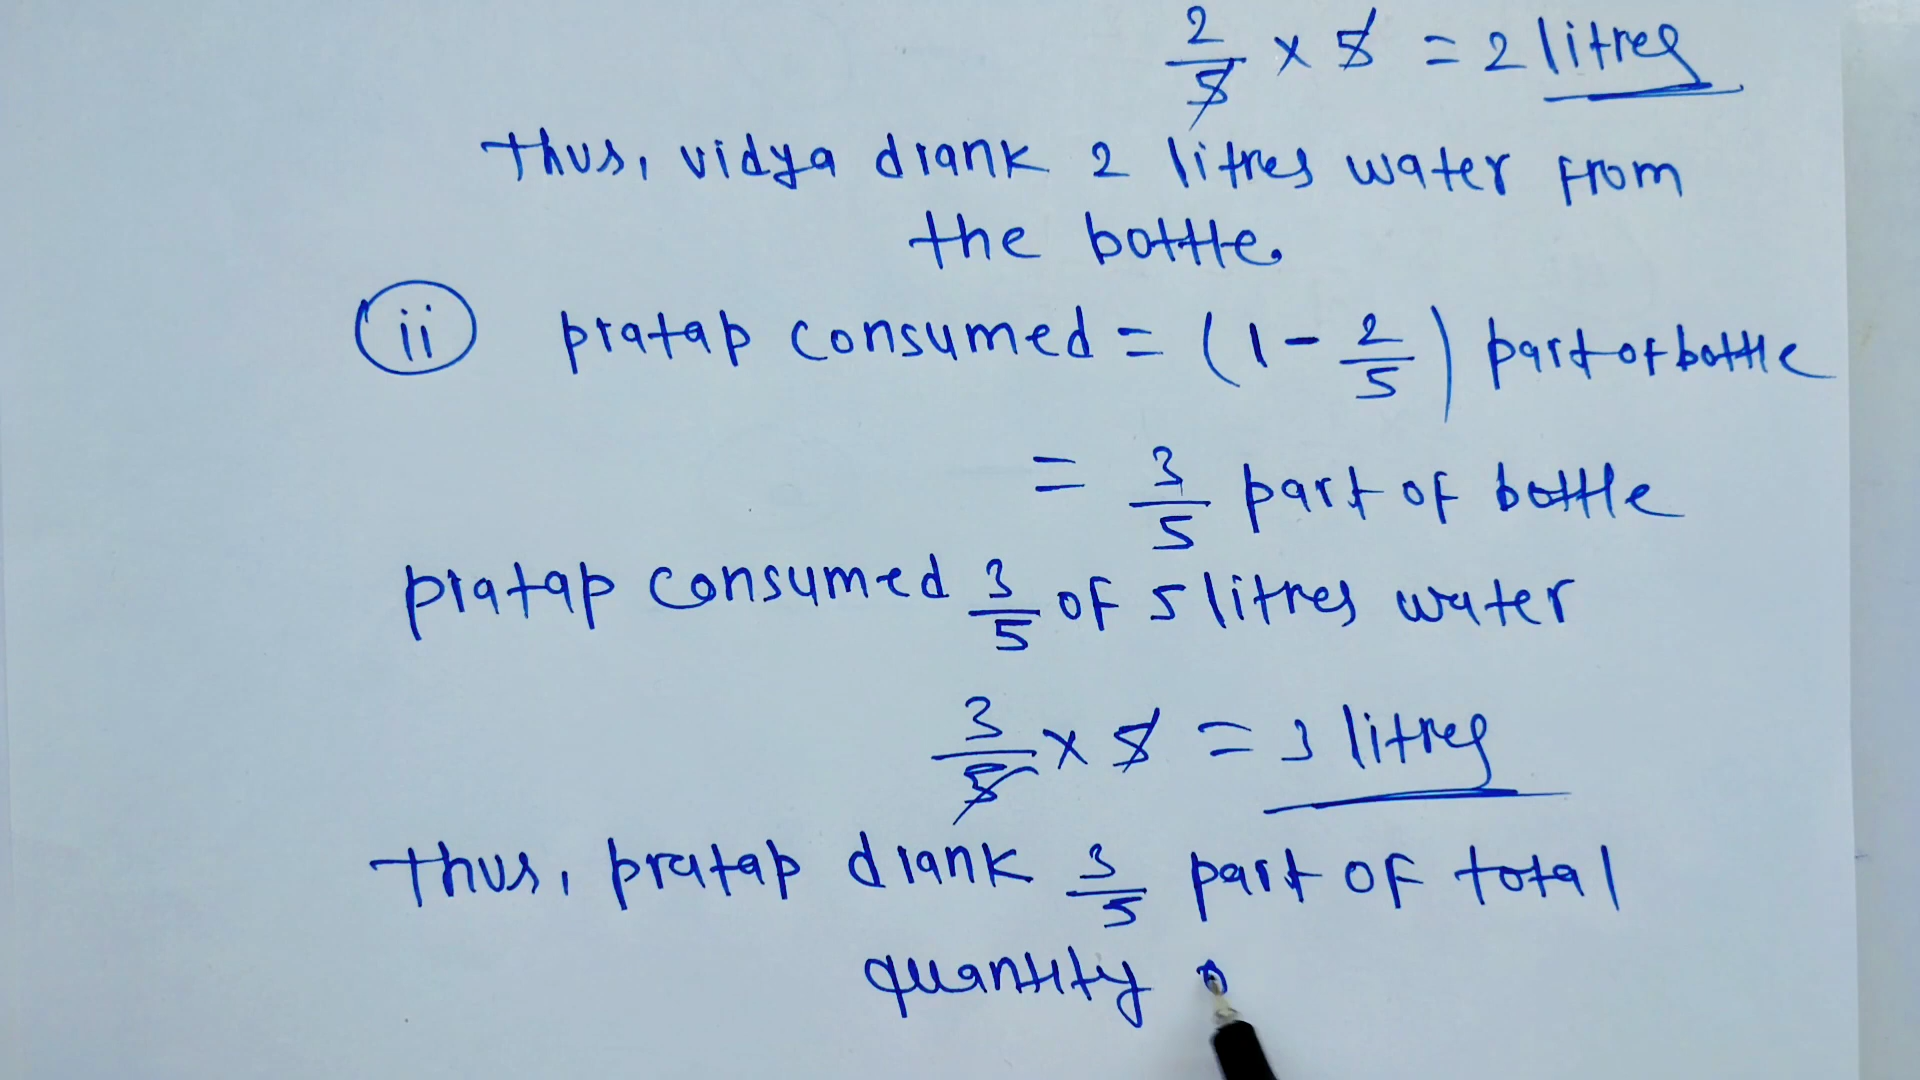 2/5 × 5 = 2 litres
Thus, vidya drank 2 litres water from
the bottle.
(ii) pratap consumed = (1 - 2/5) part of bottle
= 3/5 part of bottle
pratap consumed 3/5 of 5 litres water
3/5 × 5 = 3 litres
Thus, pratap drank 3/5 part of total
quantity o